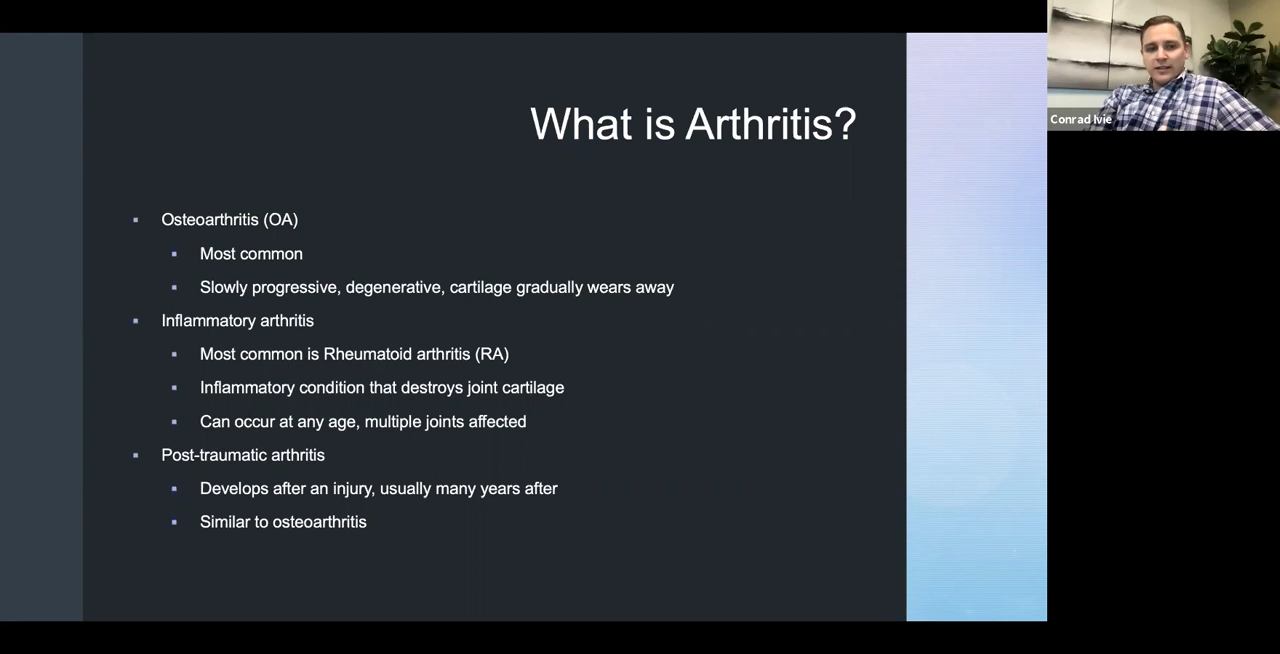 What is Arthritis?
Osteoarthritis (OA)
Most common
Slowly progressive, degenerative, cartilage gradually wears away
Inflammatory arthritis
Most common is Rheumatoid arthritis (RA)
Inflammatory condition that destroys joint cartilage
Can occur at any age, multiple joints affected
Post-traumatic arthritis
Develops after an injury, usually many years after
Similar to osteoarthritis
Conrad Ivie